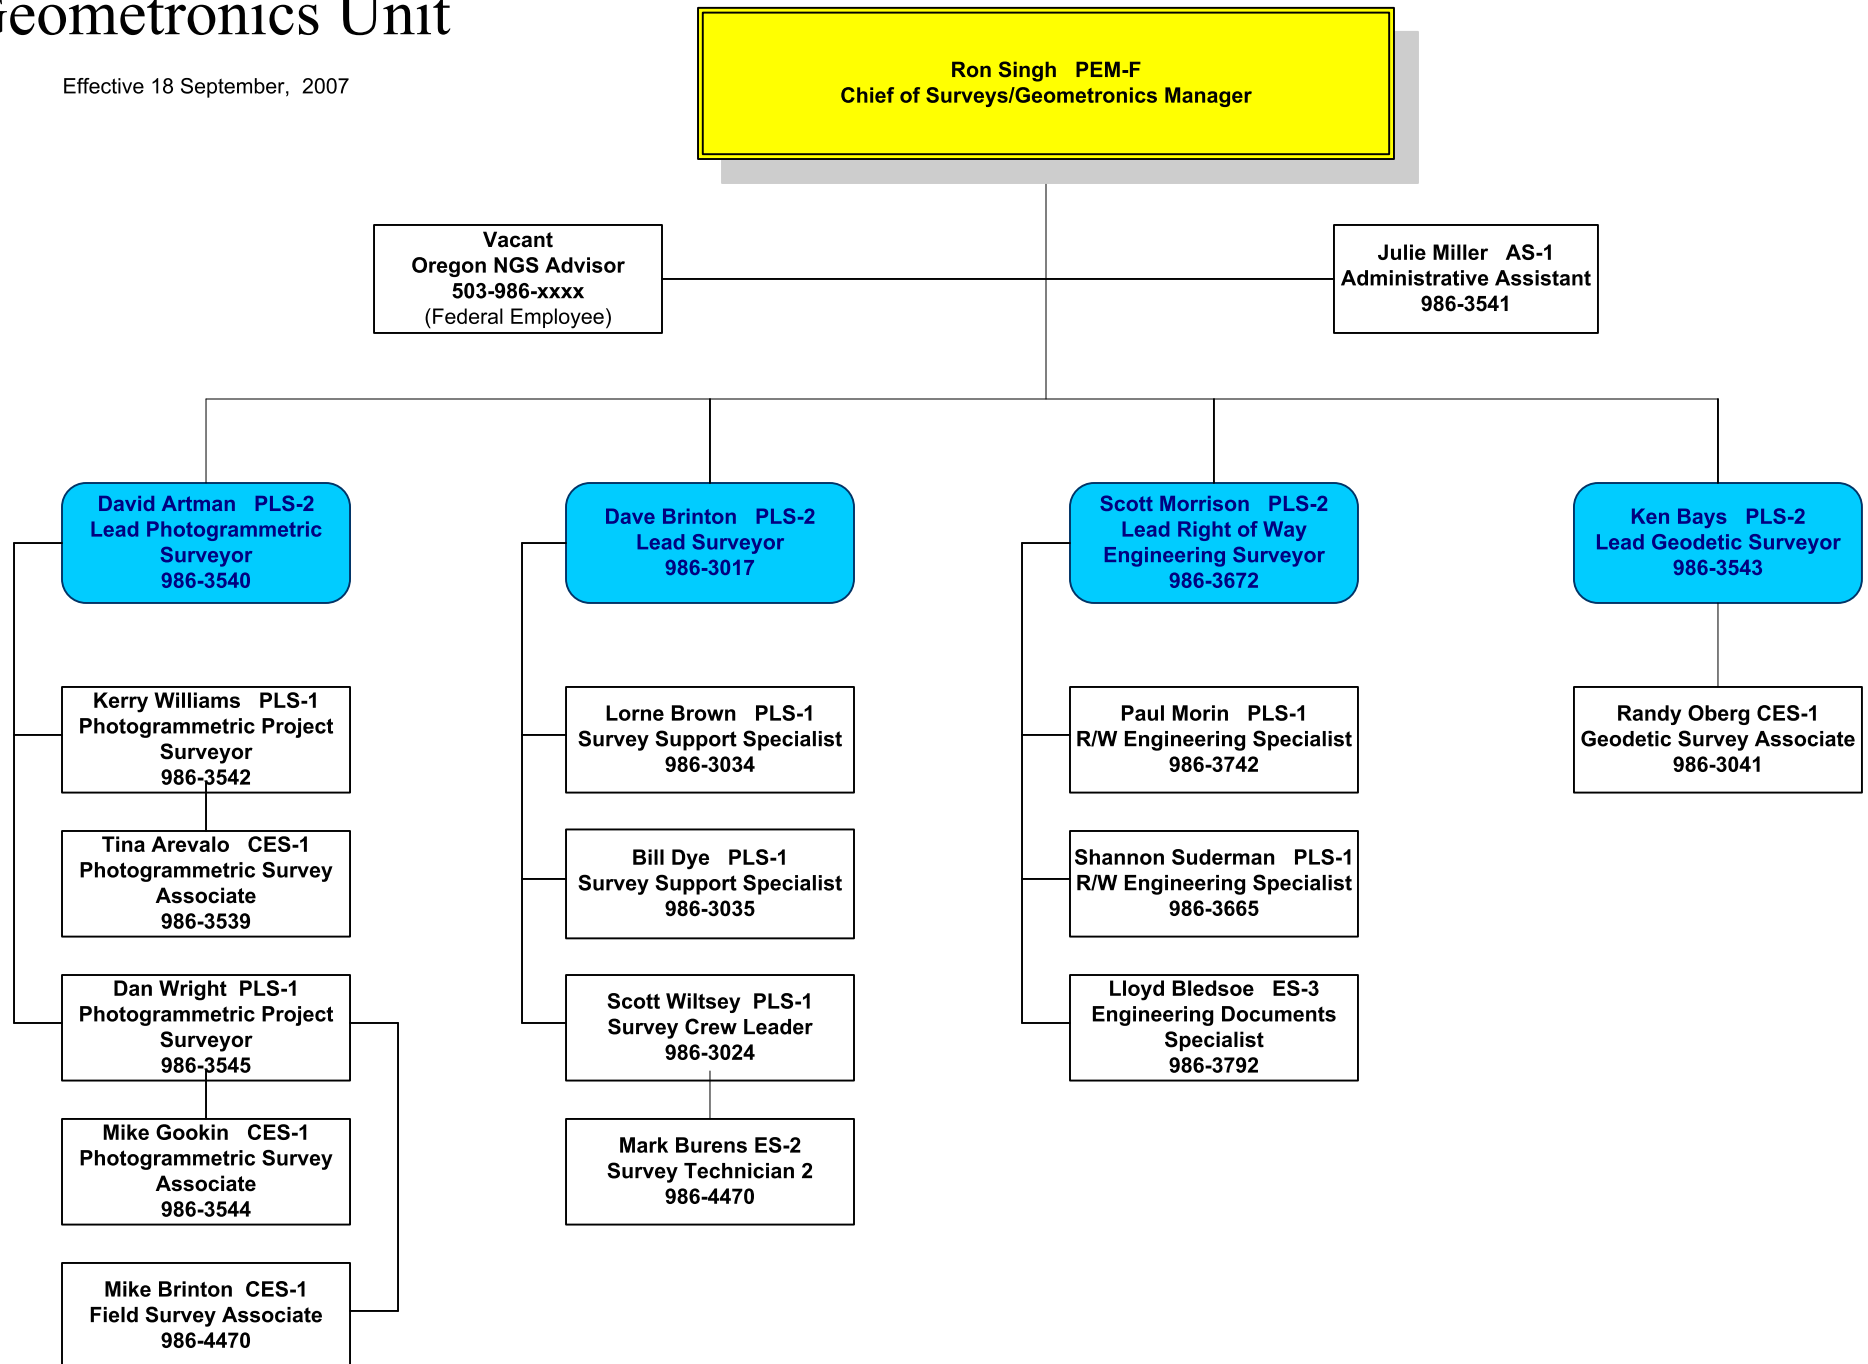 Geometronics Unit
Effective 18 September, 2007
Ron Singh PEM-F
Chief of Surveys/Geometronics Manager
Vacant
Oregon NGS Advisor
503-986-xxxx
(Federal Employee)
Julie Miller AS-1
Administrative Assistant
986-3541
David Artman PLS-2
Lead Photogrammetric
Surveyor
986-3540
Dave Brinton PLS-2
Lead Surveyor
986-3017
Scott Morrison PLS-2
Lead Right of Way
Engineering Surveyor
986-3672
Ken Bays PLS-2
Lead Geodetic Surveyor
986-3543
Kerry Williams PLS-1
Photogrammetric Project
Surveyor
986-3542
Lorne Brown PLS-1
Survey Support Specialist
986-3034
Paul Morin PLS-1
R/W Engineering Specialist
986-3742
Randy Oberg CES-1
Geodetic Survey Associate
986-3041
Tina Arevalo CES-1
Photogrammetric Survey
Associate
986-3539
Bill Dye PLS-1
Survey Support Specialist
986-3035
Shannon Suderman PLS-1
R/W Engineering Specialist
986-3665
Dan Wright PLS-1
Photogrammetric Project
Surveyor
986-3545
Scott Wiltsey PLS-1
Survey Crew Leader
986-3024
Lloyd Bledsoe ES-3
Engineering Documents
Specialist
986-3792
Mike Gookin CES-1
Photogrammetric Survey
Associate
986-3544
Mark Burens ES-2
Survey Technician 2
986-4470
Mike Brinton CES-1
Field Survey Associate
986-4470